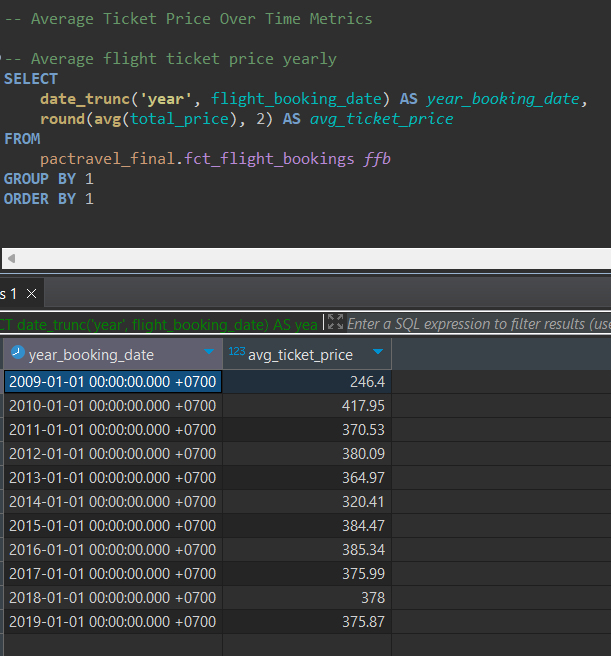 -- Average Ticket Price Over Time Metrics
-- Average flight ticket price yearly
SELECT
date_trunc('year', flight_booking_date) AS year_booking_date,
round(avg(total_price), 2) AS avg_ticket_price
FROM
pactravel_final.fct_flight_bookings ffb
GROUP BY 1
ORDER BY 1
s 1
CT date_trunc('year', flight_booking_date) AS yea Enter a SQL expression to filter results (use
year_booking_date 123 avg_ticket_price
2009-01-01 00:00:00.000 +0700 246.4
2010-01-01 00:00:00.000 +0700 417.95
2011-01-01 00:00:00.000 +0700 370.53
2012-01-01 00:00:00.000 +0700 380.09
2013-01-01 00:00:00.000 +0700 364.97
2014-01-01 00:00:00.000 +0700 320.41
2015-01-01 00:00:00.000 +0700 384.47
2016-01-01 00:00:00.000 +0700 385.34
2017-01-01 00:00:00.000 +0700 375.99
2018-01-01 00:00:00.000 +0700 378
2019-01-01 00:00:00.000 +0700 375.87